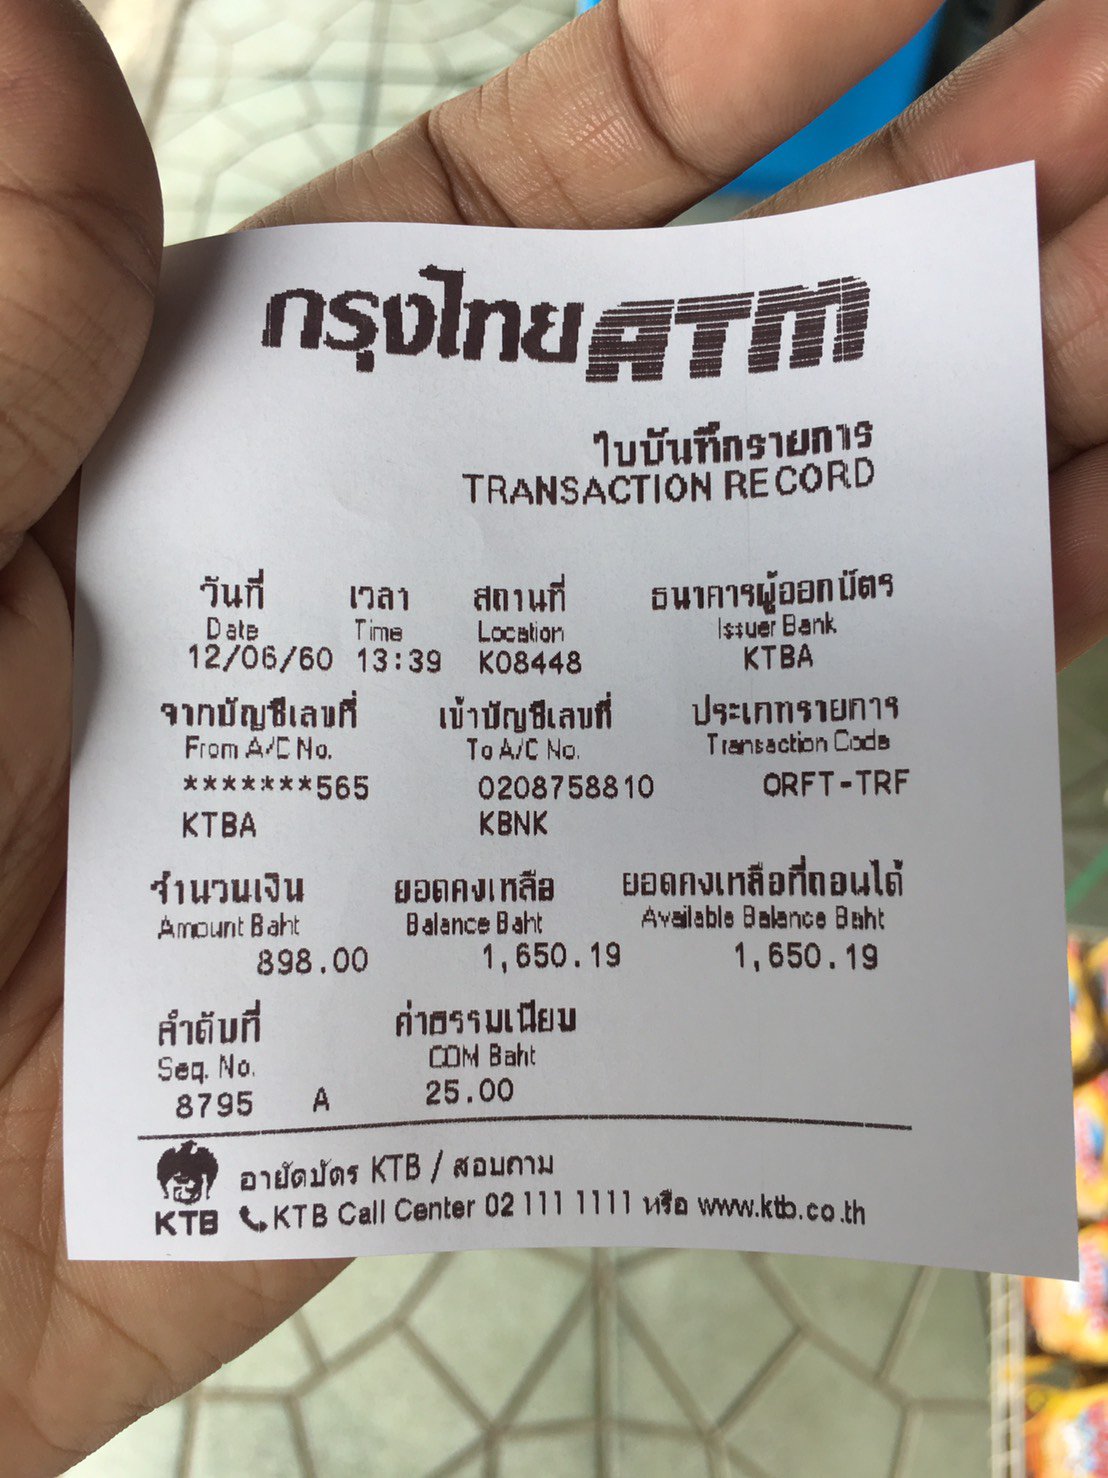 กรุงไทย ATM
ใบบันทึกรายการ
TRANSACTION RECORD
วันที่ เวลา สถานที่ ธนาคารผู้ออกบัตร
Date Time Location Issuer Bank
12/06/60 13:39 K08448 KTBA
จากบัญชีเลขที่ เข้าบัญชีเลขที่ ประเภทรายการ
From A/C No. To A/C No. Transaction Code
*******565 0208758810 ORFT-TRF
KTBA KBNK
จำนวนเงิน ยอดคงเหลือ ยอดคงเหลือที่ถอนได้
Amount Baht Balance Baht Available Balance Baht
898.00 1,650.19 1,650.19
ลำดับที่ ค่าธรรมเนียม
Seq. No. COM Baht
8795 A 25.00
อายัดบัตร KTB / สอบถาม
KTB KTB Call Center 02 111 1111 หรือ www.ktb.co.th